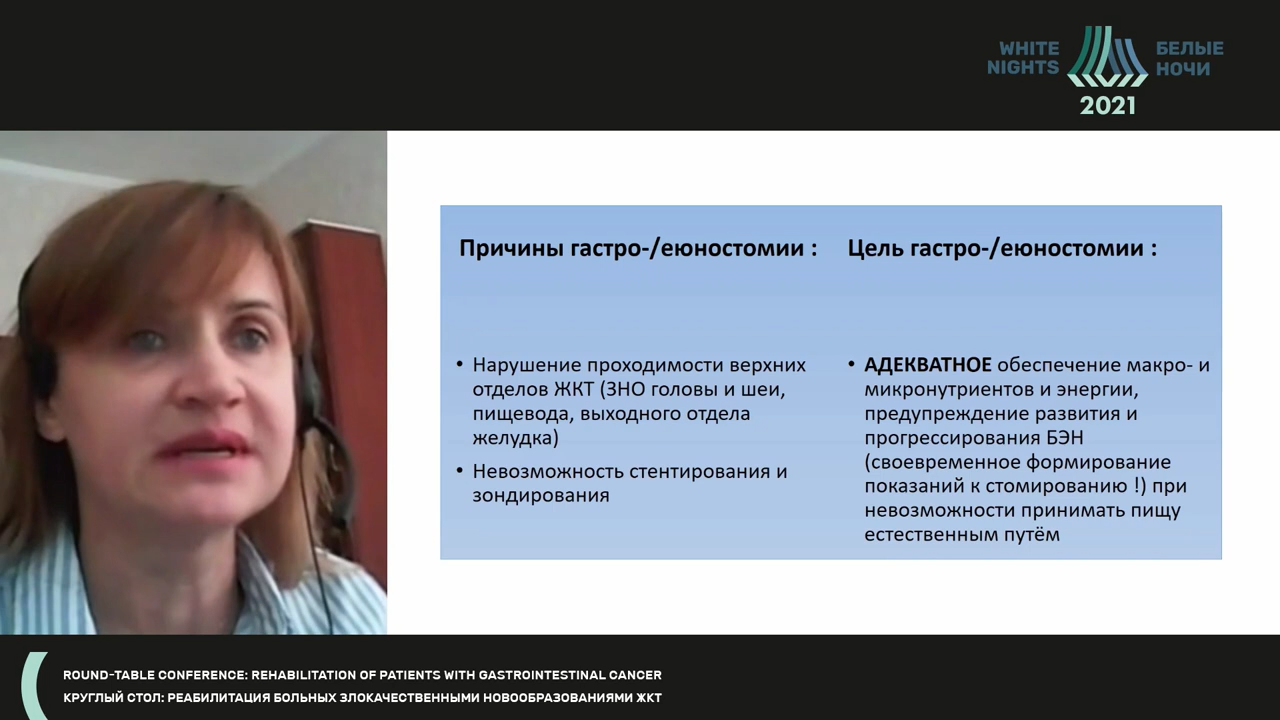 WHITE
NIGHTS
БЕЛЫЕ
НОЧИ
2021
Причины гастро-/еюностомии :
• Нарушение проходимости верхних
отделов ЖКТ (ЗНО головы и шеи,
пищевода, выходного отдела
желудка)
• Невозможность стентирования и
зондирования
Цель гастро-/еюностомии :
• АДЕКВАТНОЕ обеспечение макро- и
микронутриентов и энергии,
предупреждение развития и
прогрессирования БЭН
(своевременное формирование
показаний к стомированию !) при
невозможности принимать пищу
естественным путём
ROUND-TABLE CONFERENCE: REHABILITATION OF PATIENTS WITH GASTROINTESTINAL CANCER
КРУГЛЫЙ СТОЛ: РЕАБИЛИТАЦИЯ БОЛЬНЫХ ЗЛОКАЧЕСТВЕННЫМИ НОВООБРАЗОВАНИЯМИ ЖКТ